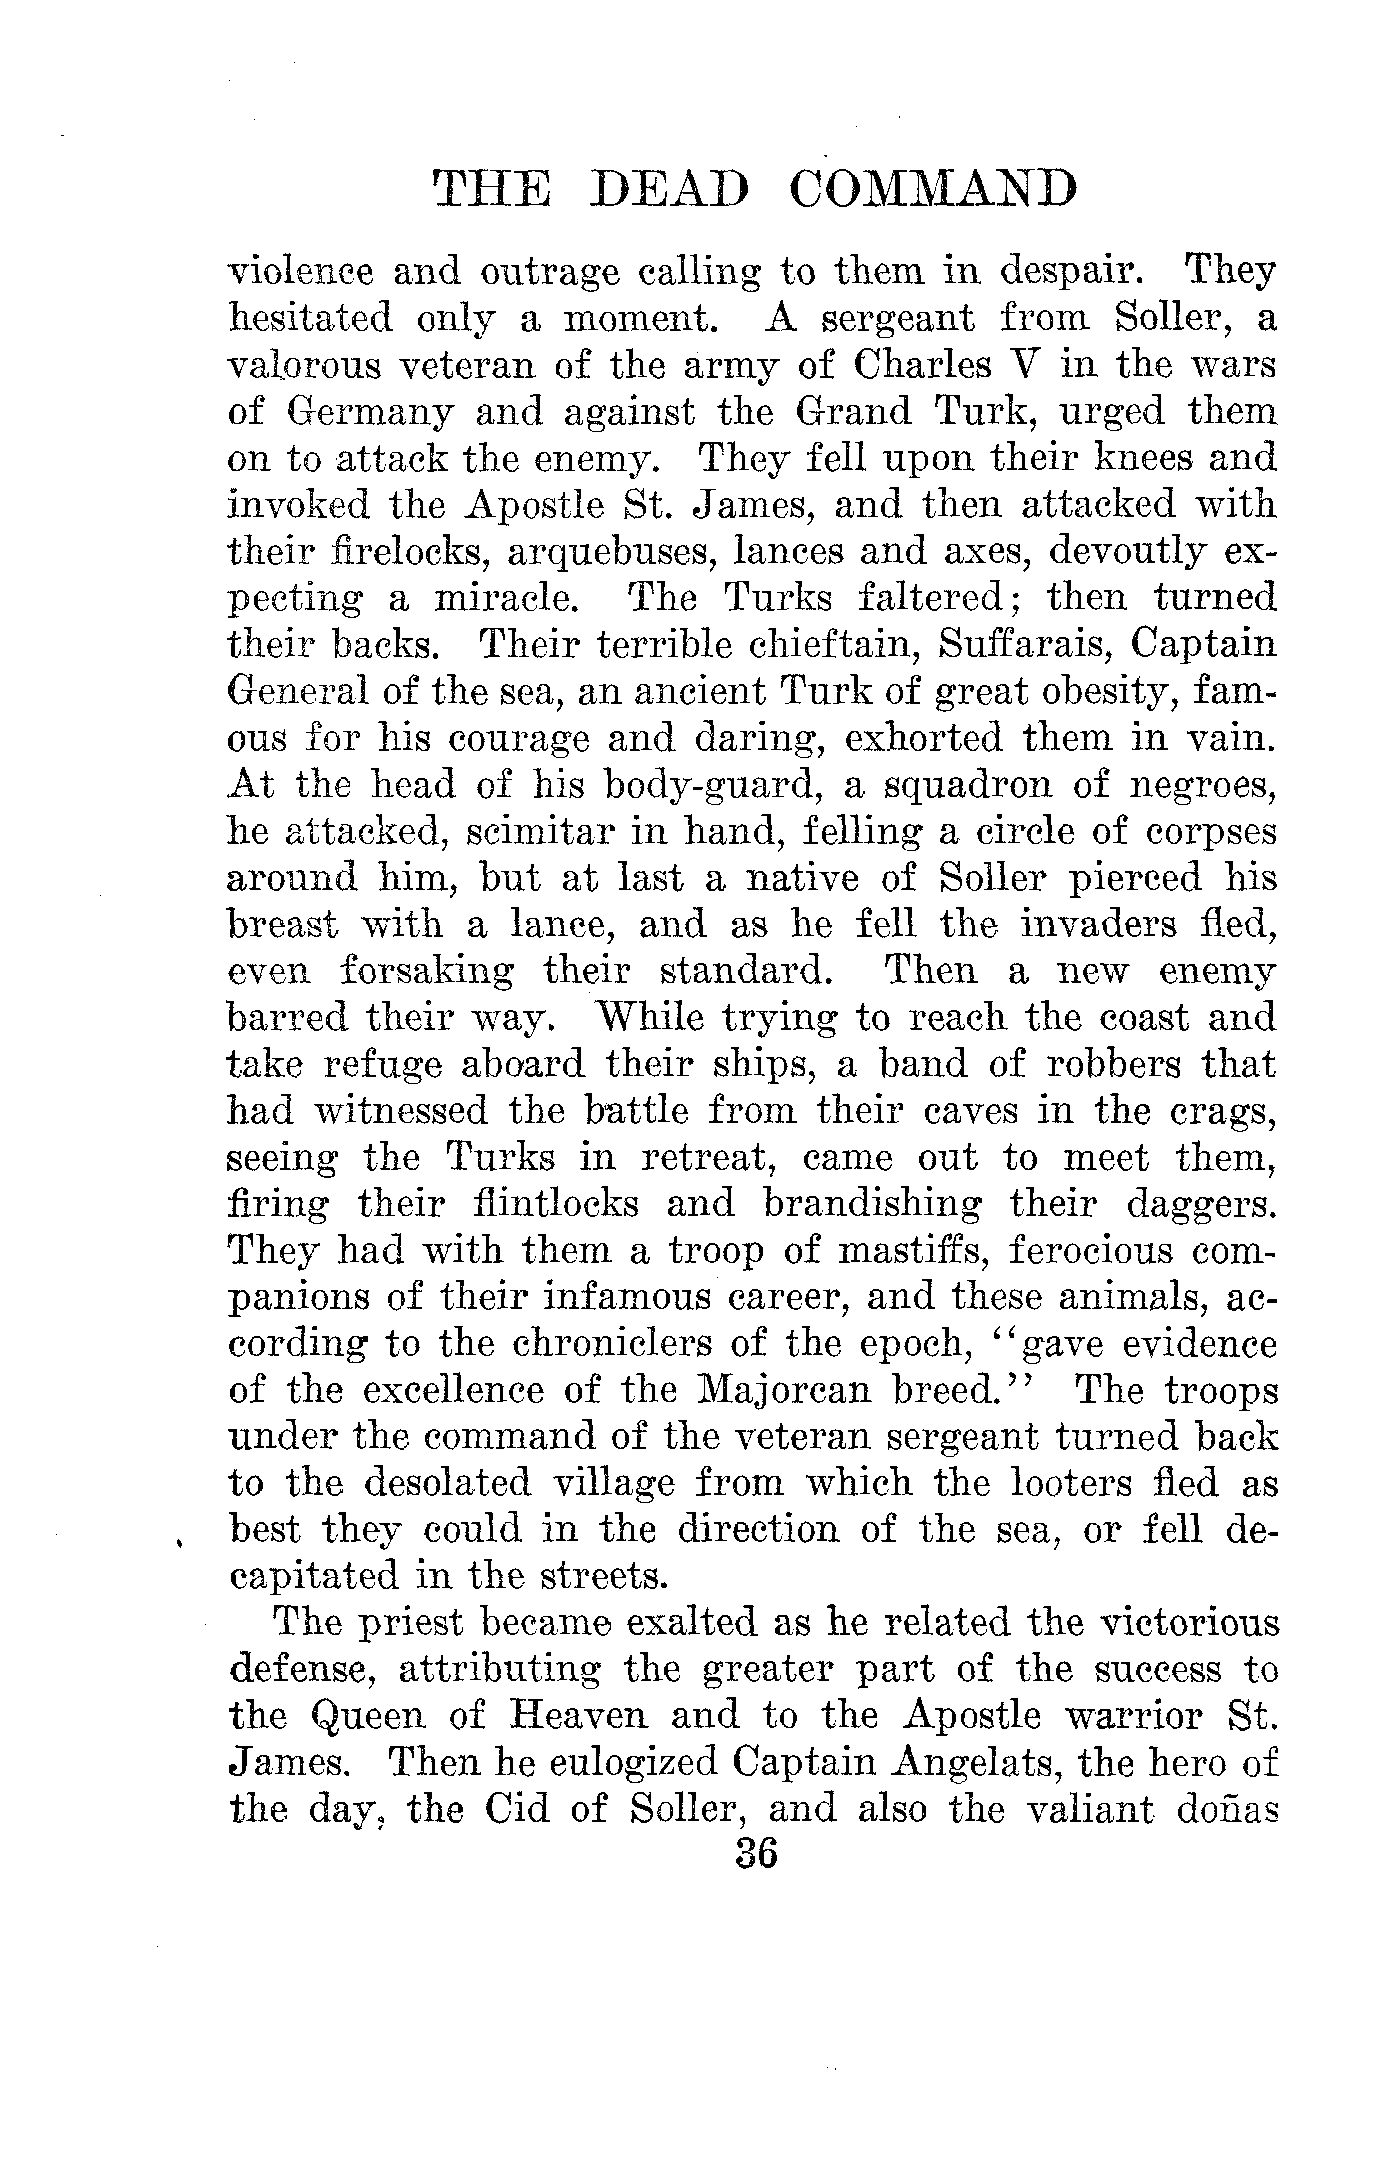 THE DEAD COMMAND
violence and outrage calling to them in despair. They
hesitated only a moment. A sergeant from Soller, a
valorous veteran of the army of Charles V in the wars
of Germany and against the Grand Turk, urged them
on to attack the enemy. They fell upon their knees and
invoked the Apostle St. James, and then attacked with
their firelocks, arquebuses, lances and axes, devoutly ex-
pecting a miracle. The Turks faltered; then turned
their backs. Their terrible chieftain, Suffarais, Captain
General of the sea, an ancient Turk of great obesity, fam-
ous for his courage and daring, exhorted them in vain.
At the head of his body-guard, a squadron of negroes,
he attacked, scimitar in hand, felling a circle of corpses
around him, but at last a native of Soller pierced his
breast with a lance, and as he fell the invaders fled,
even forsaking their standard. Then a new enemy
barred their way. While trying to reach the coast and
take refuge aboard their ships, a band of robbers that
had witnessed the battle from their caves in the crags,
seeing the Turks in retreat, came out to meet them,
firing their flintlocks and brandishing their daggers.
They had with them a troop of mastiffs, ferocious com-
panions of their infamous career, and these animals, ac-
cording to the chroniclers of the epoch, "gave evidence
of the excellence of the Majorcan breed." The troops
under the command of the veteran sergeant turned back
to the desolated village from which the looters fled as
best they could in the direction of the sea, or fell de-
capitated in the streets.
The priest became exalted as he related the victorious
defense, attributing the greater part of the success to
the Queen of Heaven and to the Apostle warrior St.
James. Then he eulogized Captain Angelats, the hero of
the day, the Cid of Soller, and also the valiant doñas
36